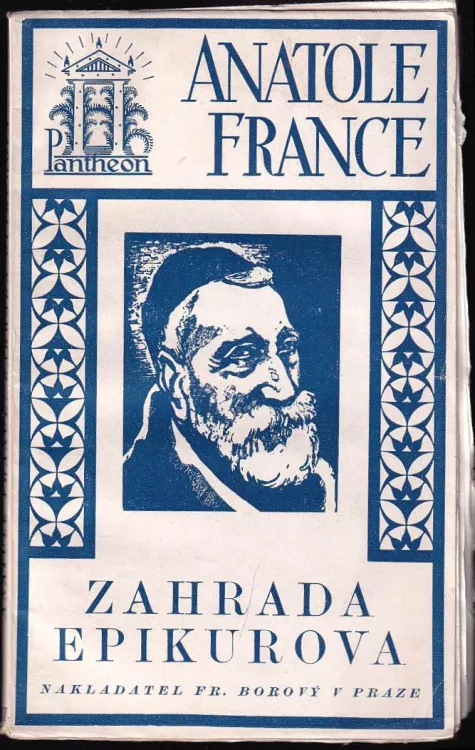 Pantheon
ANATOLE
FRANCE
ZAHRADA
EPIKUROVA
NAKLADATEL FR. BOROVÝ V PRAZE